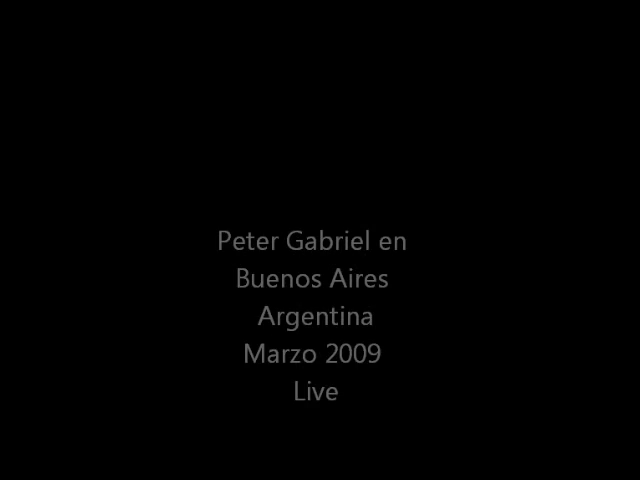 Peter Gabriel en
Buenos Aires
Argentina
Marzo 2009
Live